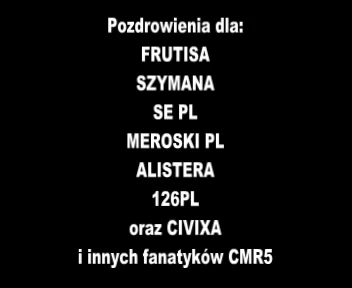 Pozdrowienia dla:
FRUTISA
SZYMANA
SE PL
MEROSKI PL
ALISTERA
126PL
oraz CIVIXA
i innych fanatyków CMR5